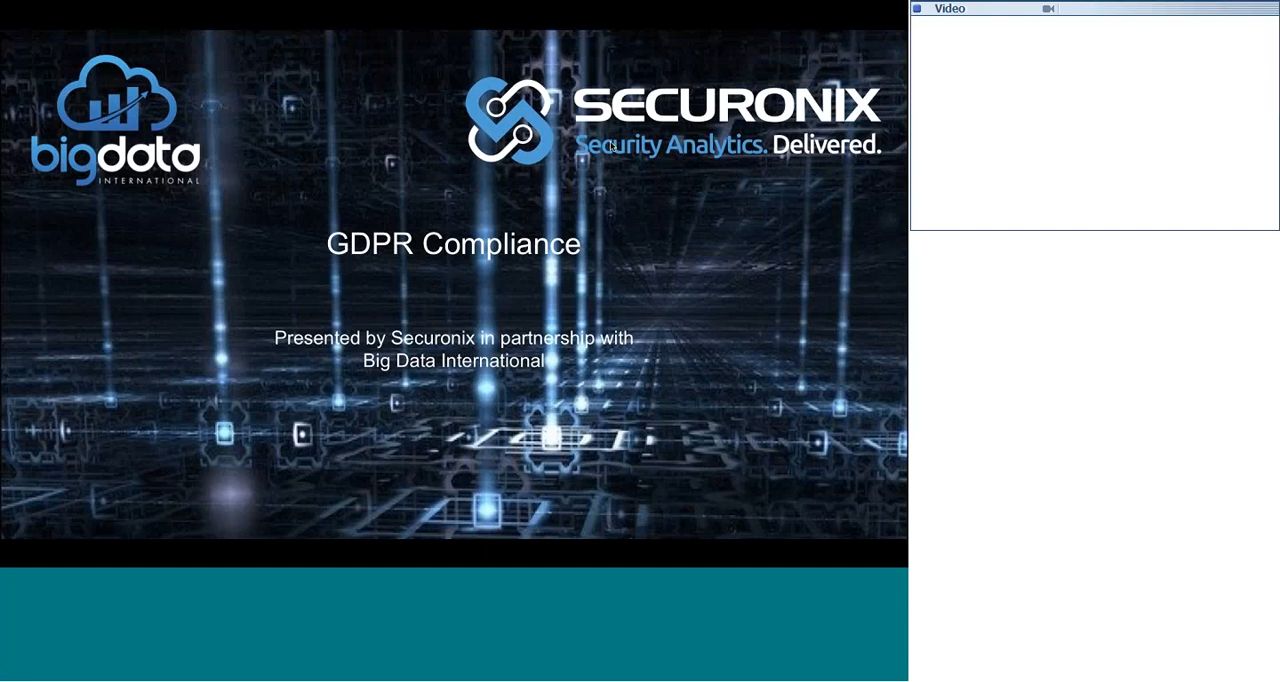 Video
bigdata
INTERNATIONAL
SECURONIX
Security Analytics. Delivered.
GDPR Compliance
Presented by Securonix in partnership with
Big Data International